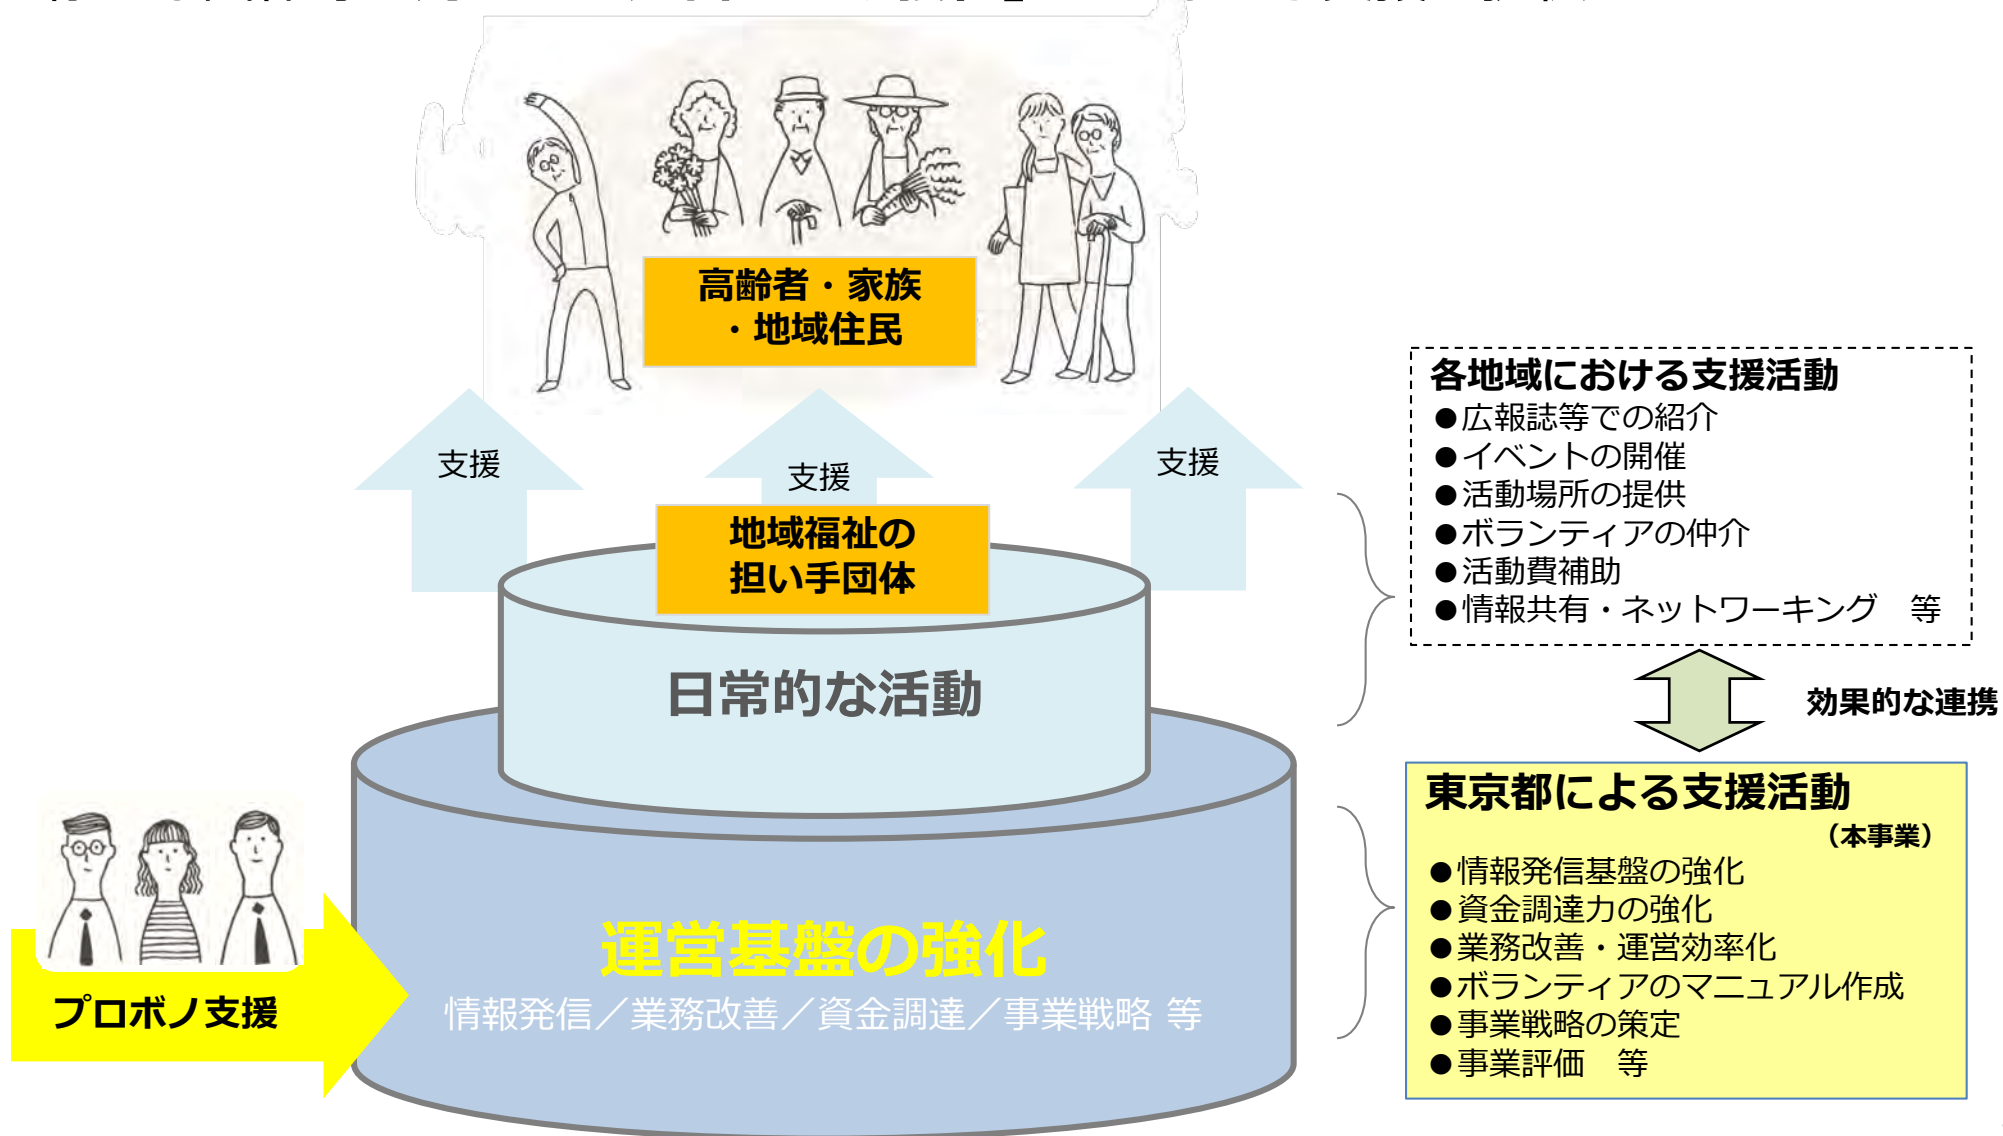 高齢者・家族
・地域住民
支援
支援
支援
地域福祉の
担い手団体
日常的な活動
運営基盤の強化
情報発信／業務改善／資金調達／事業戦略 等
プロボノ支援
各地域における支援活動
●広報誌等での紹介
●イベントの開催
●活動場所の提供
●ボランティアの仲介
●活動費補助
●情報共有・ネットワーキング　等
効果的な連携
東京都による支援活動
（本事業）
●情報発信基盤の強化
●資金調達力の強化
●業務改善・運営効率化
●ボランティアのマニュアル作成
●事業戦略の策定
●事業評価　等